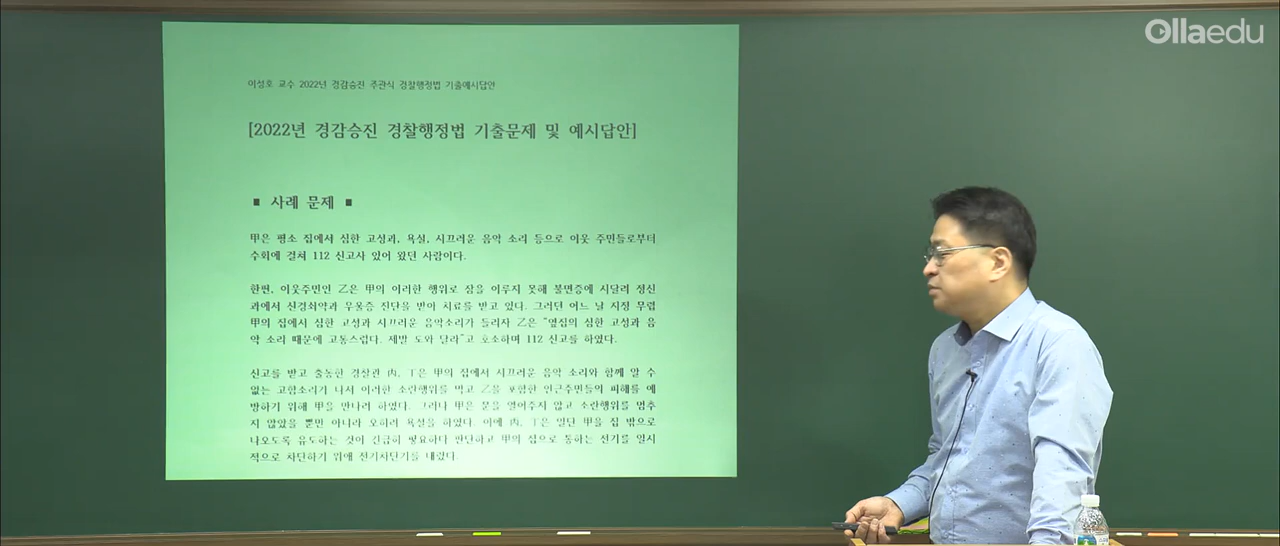 Ollaedu
이성호 교수 2022년 경감승진 주관식 경찰행정법 기출예시답안
[2022년 경감승진 경찰행정법 기출문제 및 예시답안]
■ 사례 문제 ■
甲은 평소 집에서 심한 고성과, 욕설, 시끄러운 음악 소리 등으로 이웃 주민들로부터
수회에 걸쳐 112 신고사 있어 왔던 사람이다.
한편, 이웃주민인 乙은 甲의 이러한 행위로 잠을 이루지 못해 불면증에 시달려 정신
과에서 신경쇠약과 우울증 진단을 받아 치료를 받고 있다. 그러던 어느 날 자정 무렵
甲의 집에서 심한 고성과 시끄러운 음악소리가 들리자 乙은 "옆집의 심한 고성과 음
악 소리 때문에 고통스럽다. 제발 도와 달라"고 호소하며 112 신고를 하였다.
신고를 받고 출동한 경찰관 丙, 丁은 甲의 집에서 시끄러운 음악 소리와 함께 알 수
없는 고함소리가 나서 이러한 소란행위를 먹고 乙을 포함한 인근주민들의 피해를 예
방하기 위해 甲을 만나려 하였다. 그러나 甲은 문을 열어주지 않고 소란행위를 멈추
지 않았을 뿐만 아니라 오히려 욕설을 하였다. 이에 丙, 丁은 일단 甲을 집 밖으로
나오도록 유도하는 것이 긴급히 필요하다 판단하고 甲의 집으로 통하는 전기를 일시
적으로 차단하기 위해 전기차단기를 내렸다.